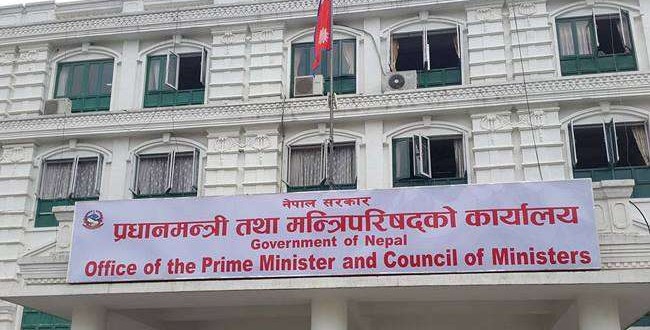 नेपाल सरकार
प्रधानमन्त्री तथा मन्त्रिपरिषद्को कार्यालय
Government of Nepal
Office of the Prime Minister and Council of Ministers